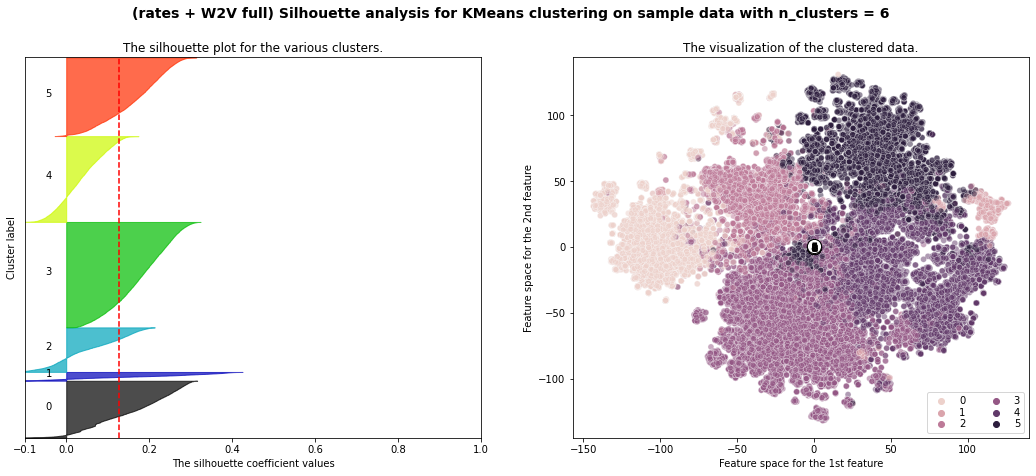 (rates + W2V full) Silhouette analysis for KMeans clustering on sample data with n_clusters = 6
The silhouette plot for the various clusters.
Cluster label
5
4
3
2
1
0
−0.1 0.0 0.2 0.4 0.6 0.8 1.0
The silhouette coefficient values
The visualization of the clustered data.
Feature space for the 2nd feature
100
50
0
−50
−100
0 3
1 4
2 5
−150 −100 −50 0 50 100
Feature space for the 1st feature